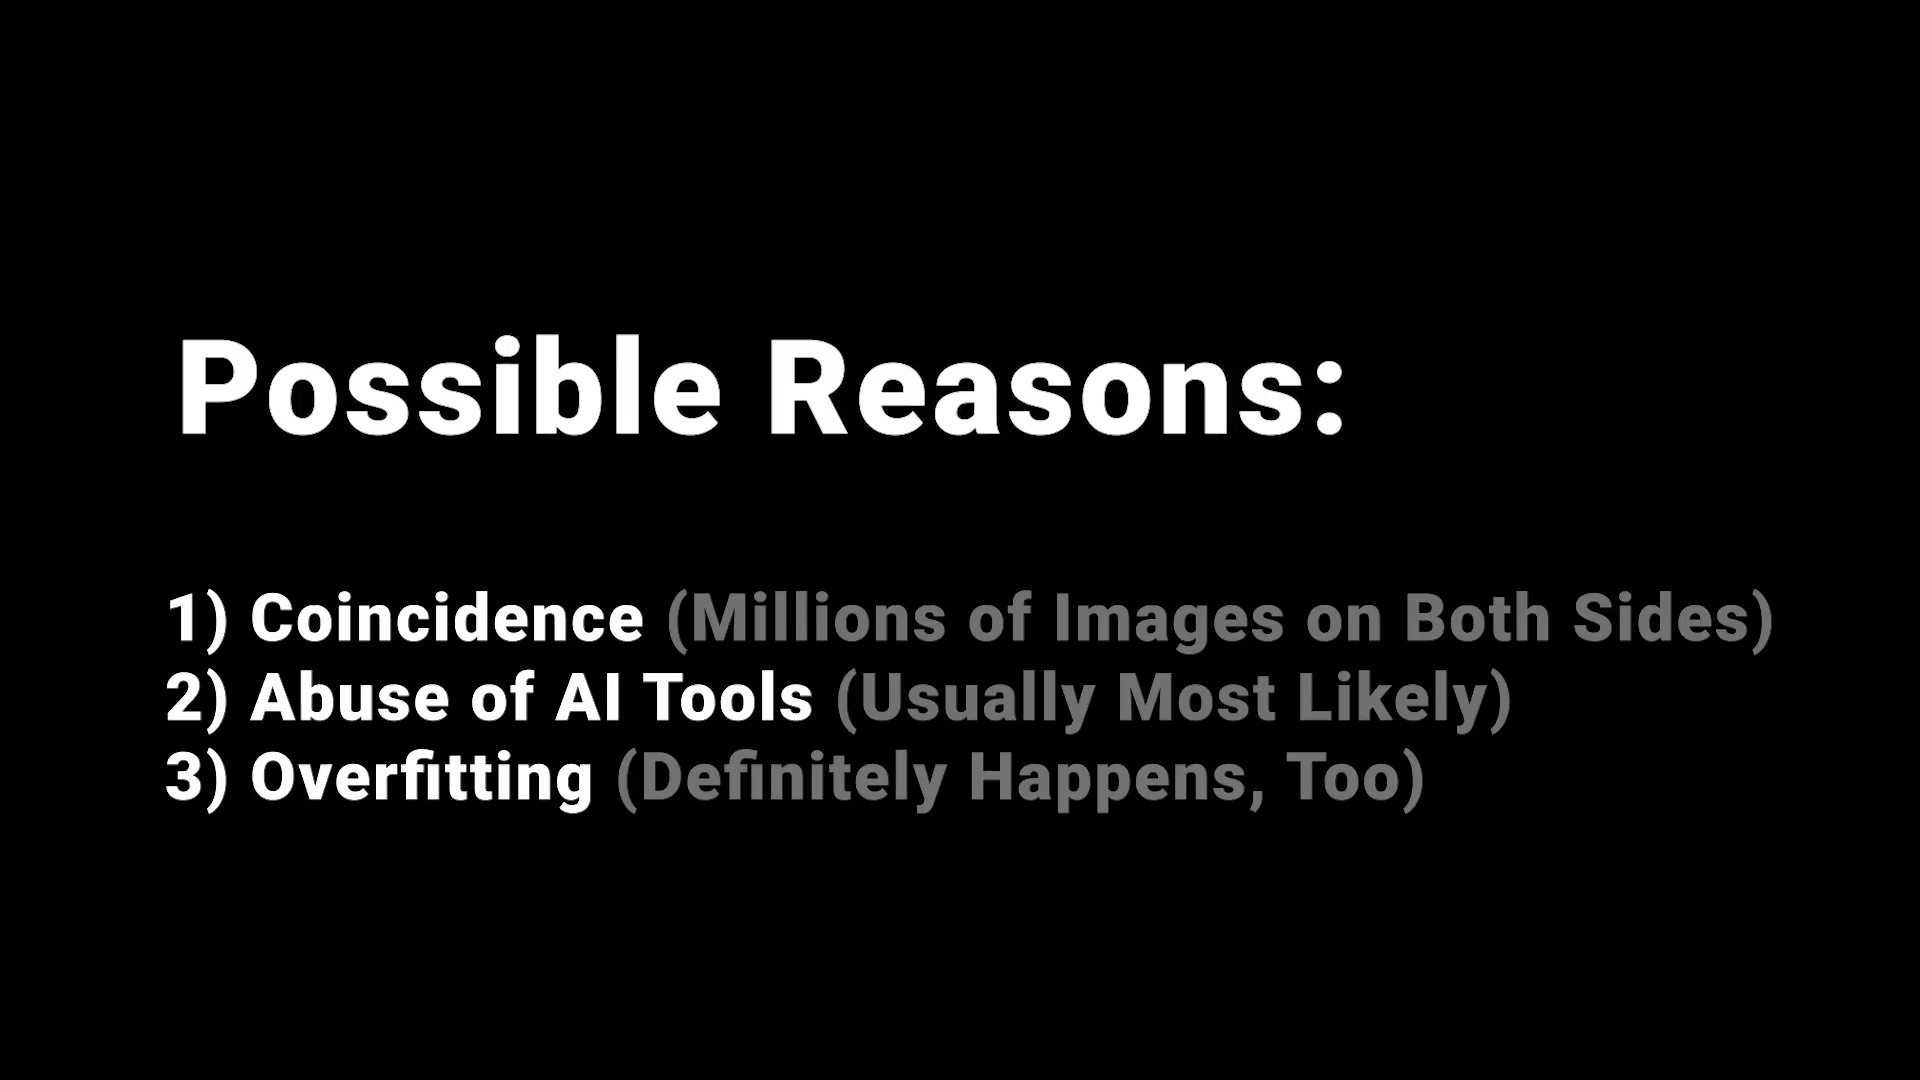 Possible Reasons:
1) Coincidence (Millions of Images on Both Sides)
2) Abuse of AI Tools (Usually Most Likely)
3) Overfitting (Definitely Happens, Too)